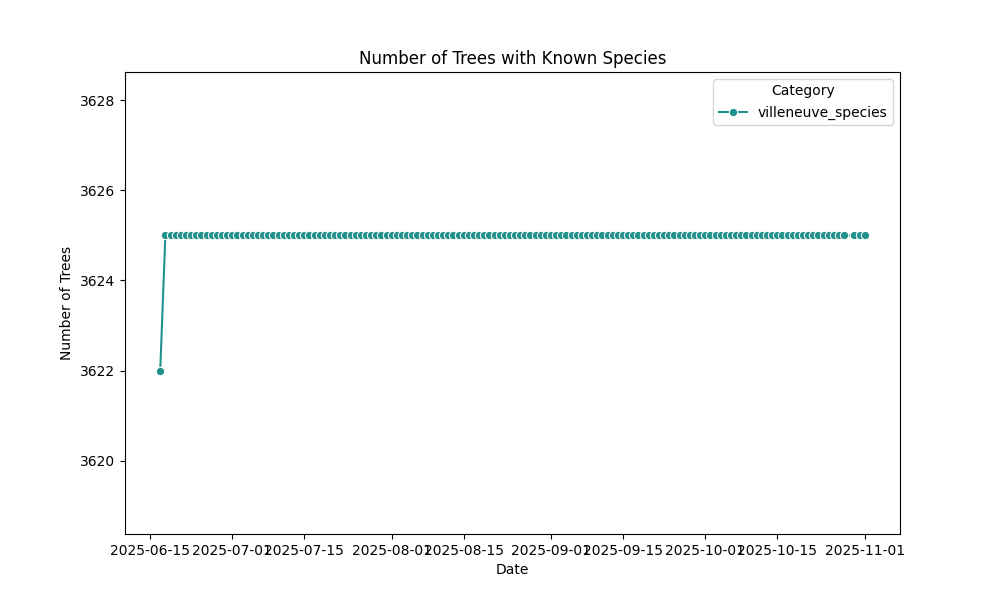 Number of Trees with Known Species
Category
villeneuve_species
3628
3626
3624
3622
3620
Number of Trees
2025-06-15 2025-07-01 2025-07-15 2025-08-01 2025-08-15 2025-09-01 2025-09-15 2025-10-01 2025-10-15 2025-11-01
Date